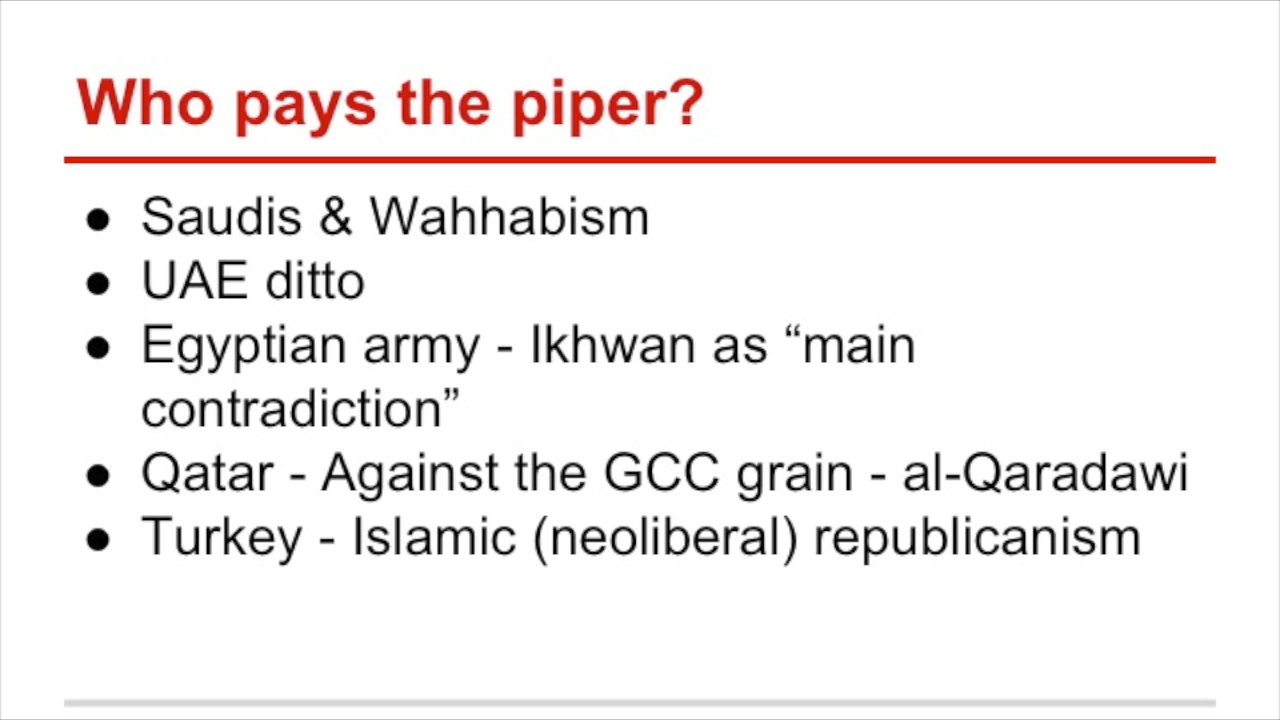 Who pays the piper?
● Saudis & Wahhabism
● UAE ditto
● Egyptian army - Ikhwan as “main
contradiction”
● Qatar - Against the GCC grain - al-Qaradawi
● Turkey - Islamic (neoliberal) republicanism